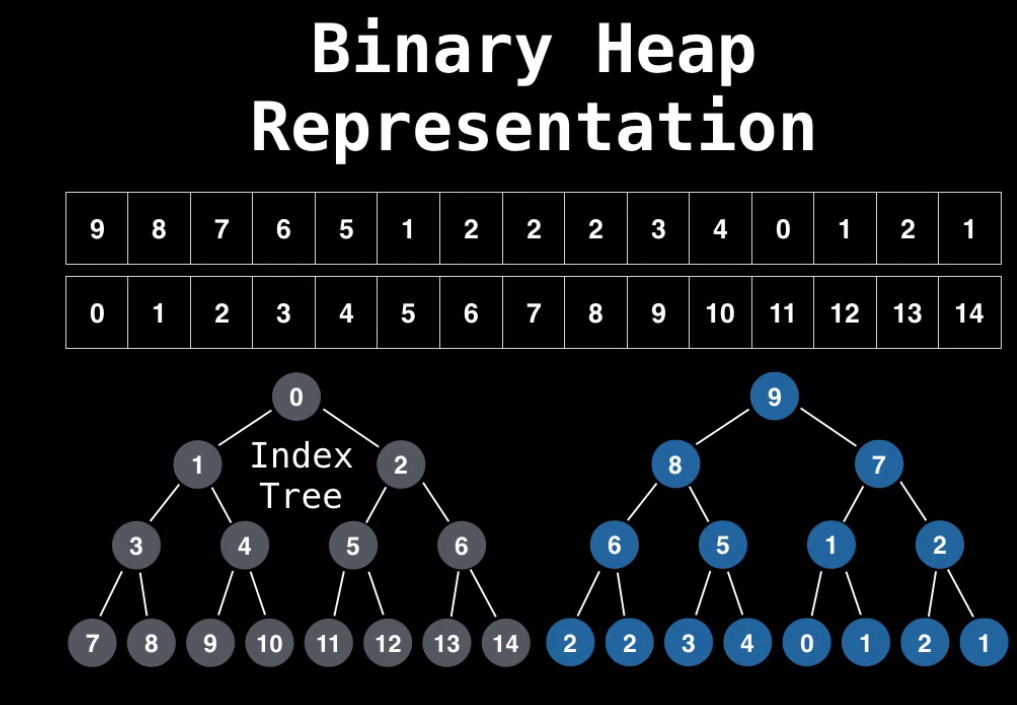 Binary Heap
Representation
9 8 7 6 5 1 2 2 2 3 4 0 1 2 1
0 1 2 3 4 5 6 7 8 9 10 11 12 13 14
0
1 2
Index
Tree
3 4 5 6
7 8 9 10 11 12 13 14
9
8 7
6 5 1 2
2 2 3 4 0 1 2 1